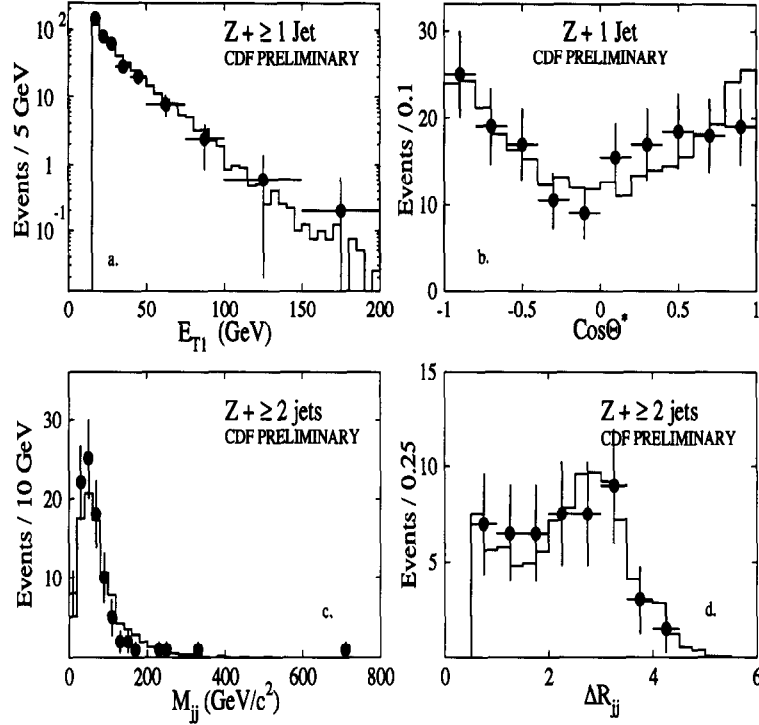 Z + ≥ 1 Jet
CDF PRELIMINARY
10²
10
1
10⁻¹
Events / 5 GeV
a.
0 50 100 150 200
E_T1 (GeV)
Z + 1 Jet
CDF PRELIMINARY
30
20
10
0
Events / 0.1
b.
-1 -0.5 0 0.5 1
CosΘ*
Z + ≥ 2 jets
CDF PRELIMINARY
30
20
10
0
Events / 10 GeV
c.
0 200 400 600 800
M_jj (GeV/c²)
Z + ≥ 2 jets
CDF PRELIMINARY
15
10
5
Events / 0.25
d.
0 2 4 6
ΔR_jj